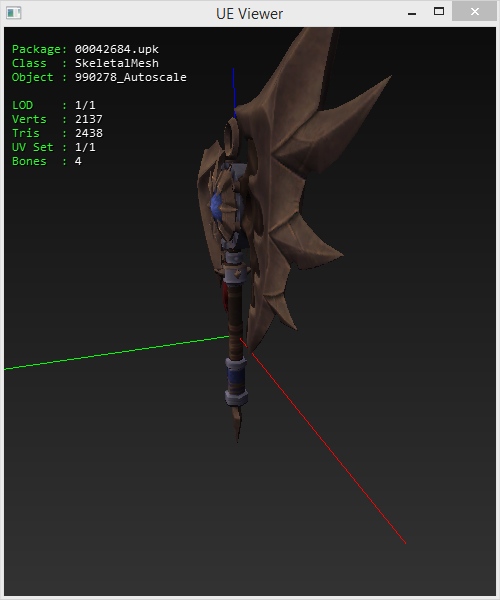 UE Viewer
Package: 00042684.upk
Class : SkeletalMesh
Object : 990278_Autoscale
LOD : 1/1
Verts : 2137
Tris : 2438
UV Set : 1/1
Bones : 4